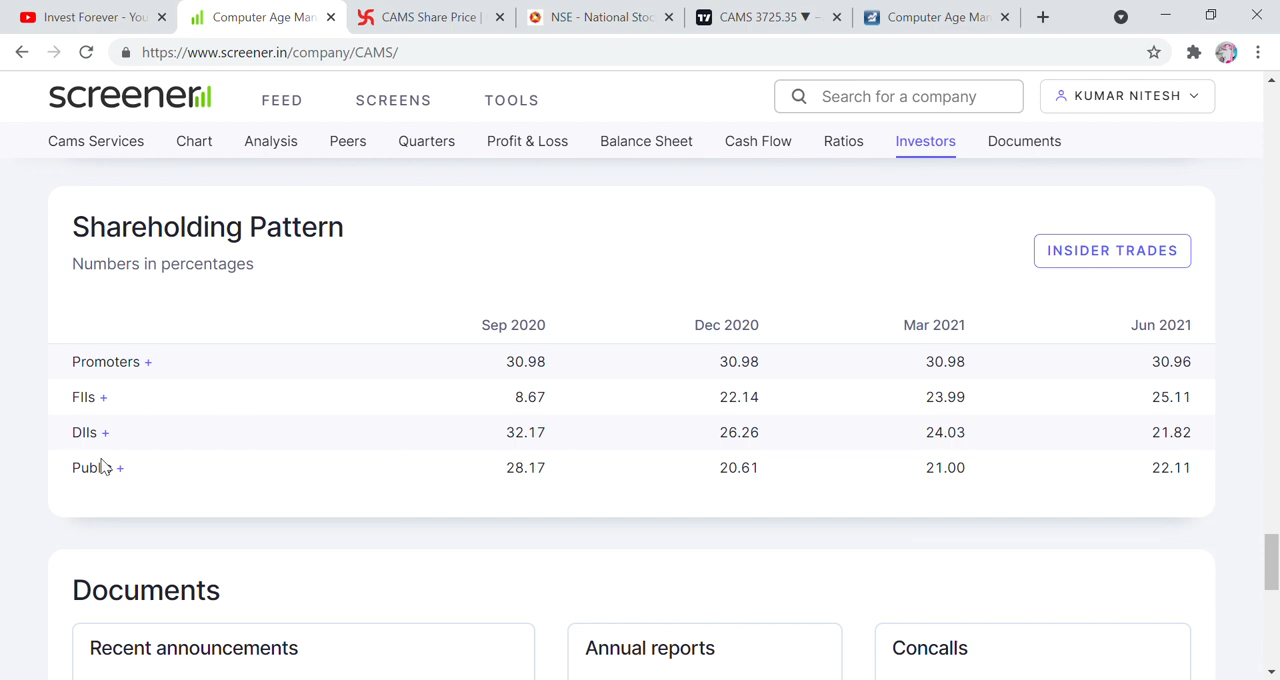 Invest Forever - You
Computer Age Man
CAMS Share Price |
NSE - National Stoc
CAMS 3725.35 ▼ −
Computer Age Man
https://www.screener.in/company/CAMS/
screener
FEED
SCREENS
TOOLS
Search for a company
KUMAR NITESH
Cams Services Chart Analysis Peers Quarters Profit & Loss Balance Sheet Cash Flow Ratios Investors Documents
Shareholding Pattern
Numbers in percentages
INSIDER TRADES
Sep 2020 Dec 2020 Mar 2021 Jun 2021
Promoters + 30.98 30.98 30.98 30.96
FIIs + 8.67 22.14 23.99 25.11
DIIs + 32.17 26.26 24.03 21.82
Public + 28.17 20.61 21.00 22.11
Documents
Recent announcements
Annual reports
Concalls